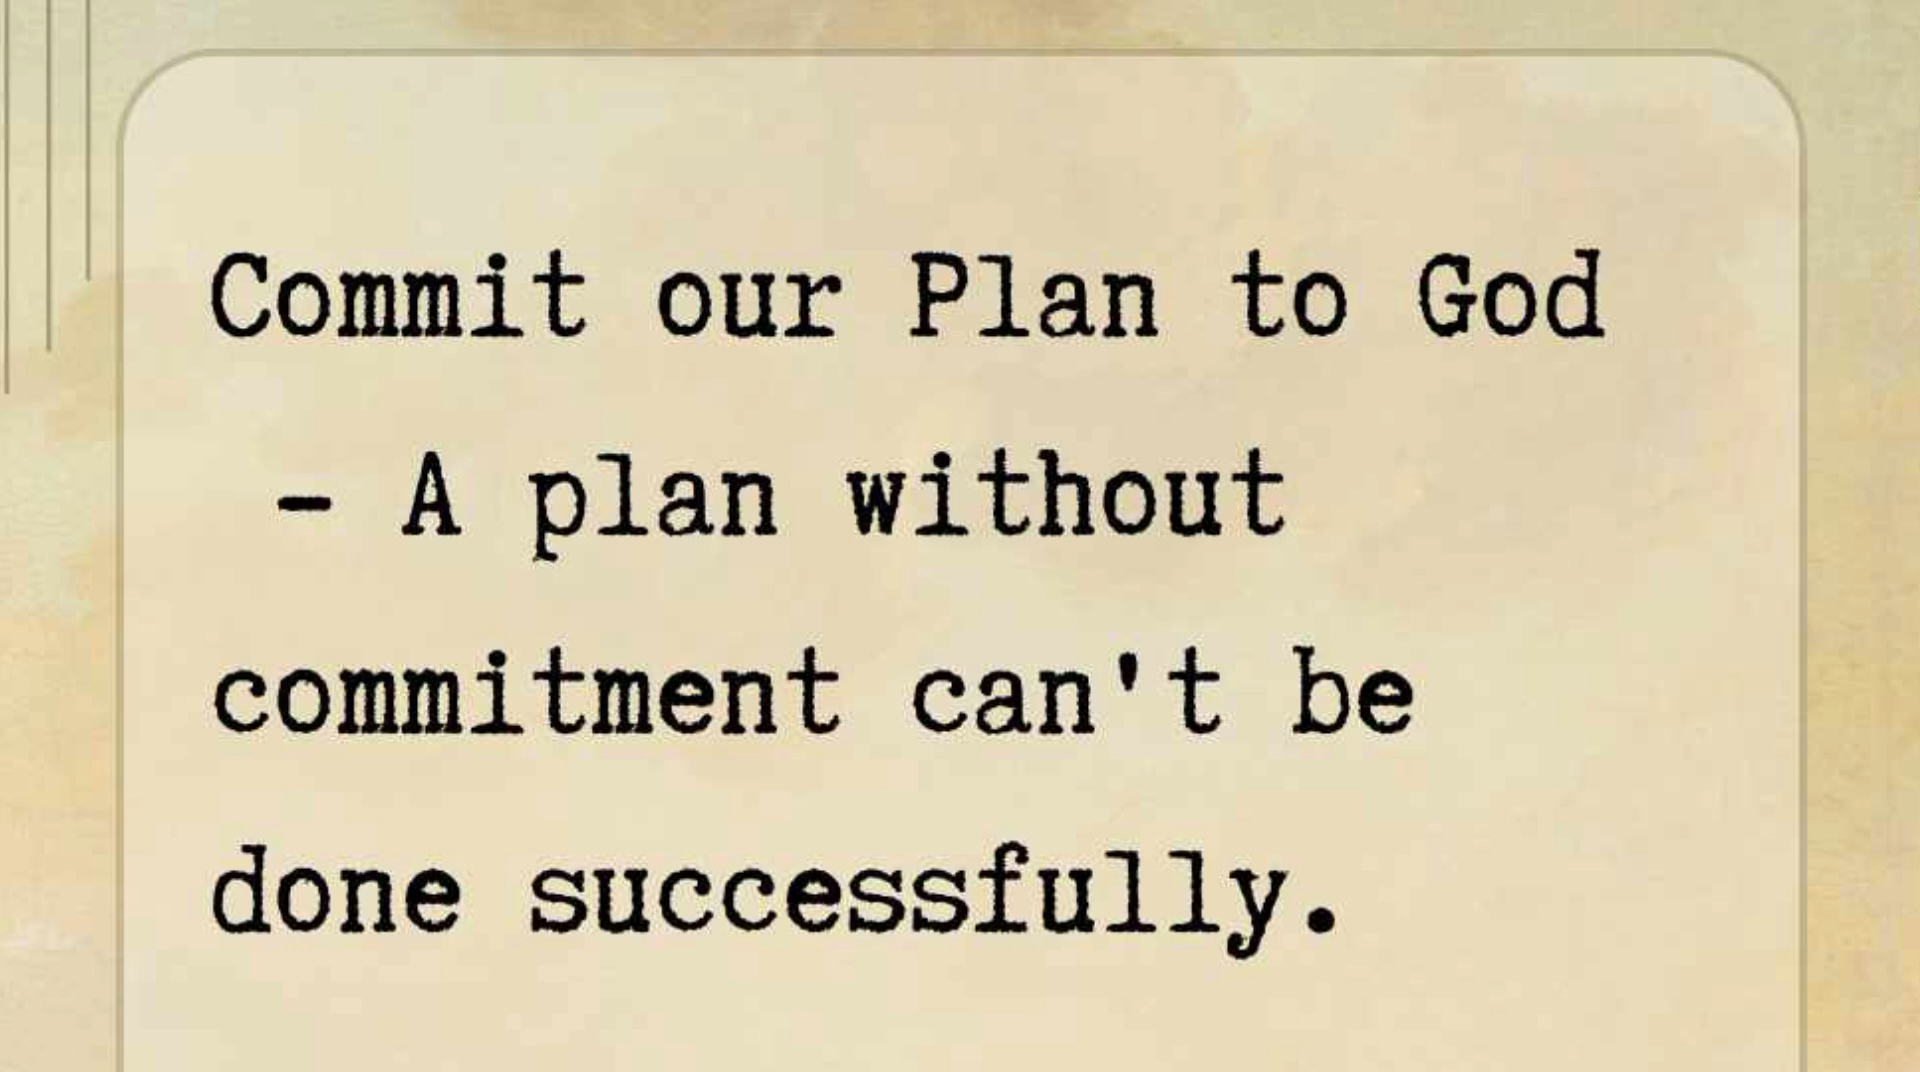 Commit our Plan to God
- A plan without
commitment can't be
done successfully.